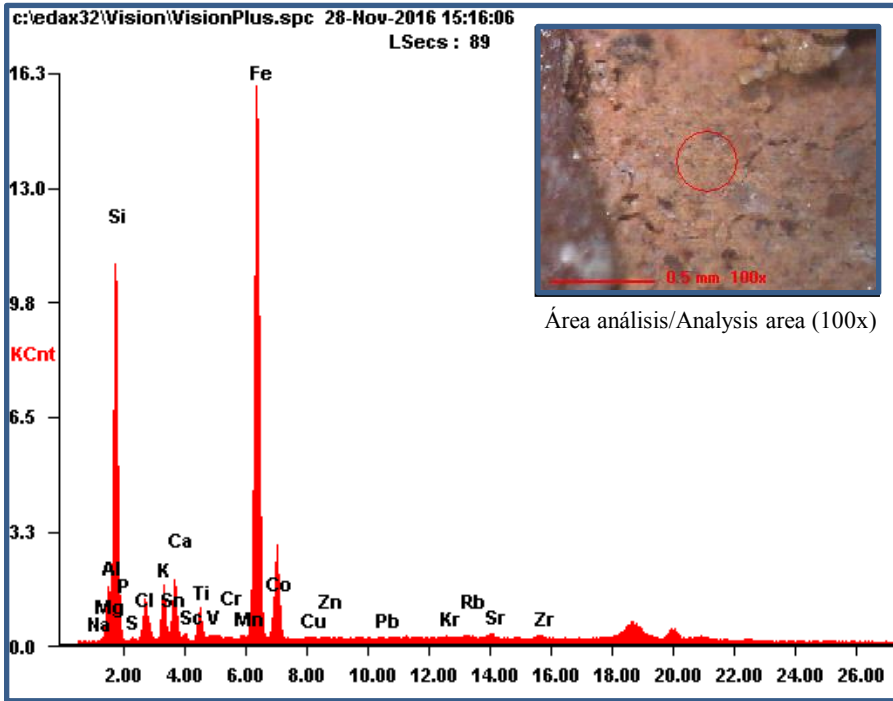 c:\edax32\Vision\VisionPlus.spc 28-Nov-2016 15:16:06
LSecs : 89
16.3
13.0
9.8
KCnt
6.5
3.3
0.0
Fe
Si
Ca
Al
P
K
Mg
Na
S
Cl
Sn
Sc
Ti
V
Cr
Mn
Co
Zn
Cu
Pb
Kr
Rb
Sr
Zr
2.00 4.00 6.00 8.00 10.00 12.00 14.00 16.00 18.00 20.00 22.00 24.00 26.00
0.5 mm 100x
Área análisis/Analysis area (100x)